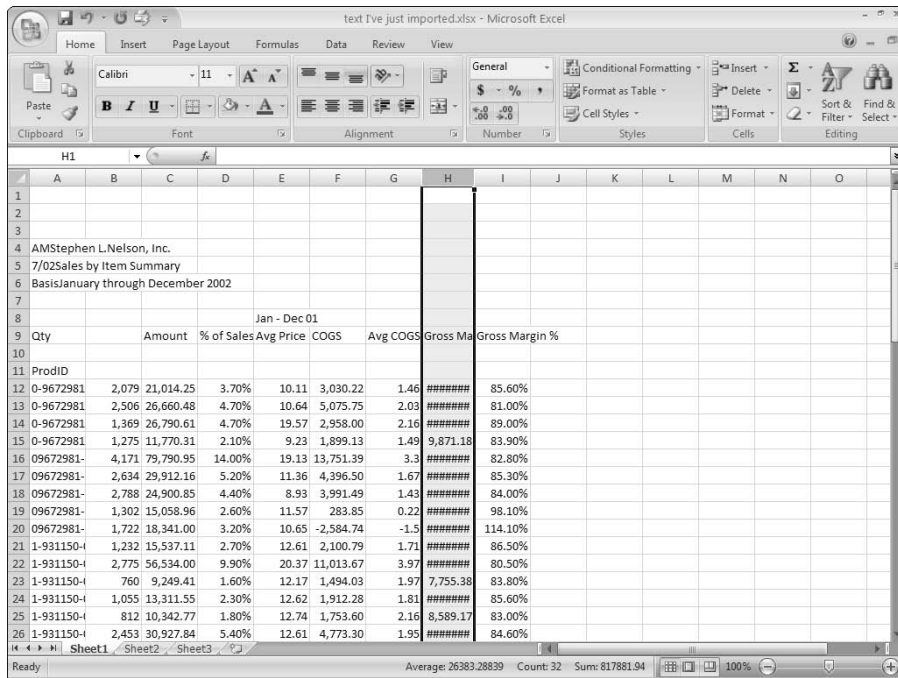 text I've just imported.xlsx - Microsoft Excel
Home Insert Page Layout Formulas Data Review View
Paste
Calibri 11
General
Conditional Formatting
Format as Table
Cell Styles
Insert
Delete
Format
Sort & Filter
Find & Select
Clipboard Font Alignment Number Styles Cells Editing
H1 fx
A B C D E F G H I J K L M N O
1
2
3
4 AMStephen L.Nelson, Inc.
5 7/02Sales by Item Summary
6 BasisJanuary through December 2002
7
8 Jan - Dec 01
9 Qty Amount % of Sales Avg Price COGS Avg COGS Gross Ma Gross Margin %
10
11 ProdID
12 0-9672981 2,079 21,014.25 3.70% 10.11 3,030.22 1.46 ####### 85.60%
13 0-9672981 2,506 26,660.48 4.70% 10.64 5,075.75 2.03 ####### 81.00%
14 0-9672981 1,369 26,790.61 4.70% 19.57 2,958.00 2.16 ####### 89.00%
15 0-9672981 1,275 11,770.31 2.10% 9.23 1,899.13 1.49 9,871.18 83.90%
16 09672981- 4,171 79,790.95 14.00% 19.13 13,751.39 3.3 ####### 82.80%
17 09672981- 2,634 29,912.16 5.20% 11.36 4,396.50 1.67 ####### 85.30%
18 09672981- 2,788 24,900.85 4.40% 8.93 3,991.49 1.43 ####### 84.00%
19 09672981- 1,302 15,058.96 2.60% 11.57 283.85 0.22 ####### 98.10%
20 09672981- 1,722 18,341.00 3.20% 10.65 -2,584.74 -1.5 ####### 114.10%
21 1-931150-( 1,232 15,537.11 2.70% 12.61 2,100.79 1.71 ####### 86.50%
22 1-931150-( 2,775 56,534.00 9.90% 20.37 11,013.67 3.97 ####### 80.50%
23 1-931150-( 760 9,249.41 1.60% 12.17 1,494.03 1.97 7,755.38 83.80%
24 1-931150-( 1,055 13,311.55 2.30% 12.62 1,912.28 1.81 ####### 85.60%
25 1-931150-( 812 10,342.77 1.80% 12.74 1,753.60 2.16 8,589.17 83.00%
26 1-931150-( 2,453 30,927.84 5.40% 12.61 4,773.30 1.95 ####### 84.60%
Sheet1 Sheet2 Sheet3
Ready Average: 26383.28839 Count: 32 Sum: 817881.94 100%